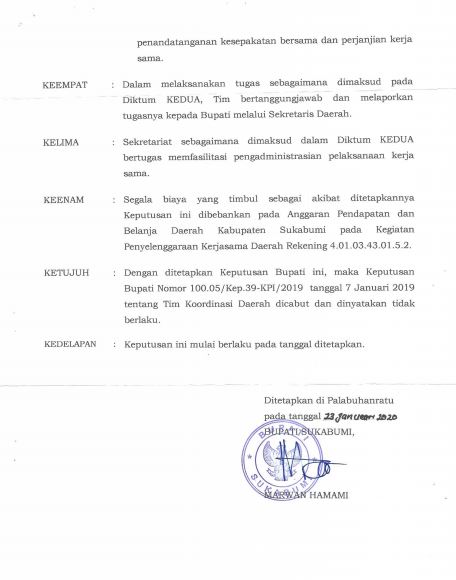 penandatanganan kesepakatan bersama dan perjanjian kerja
sama.
KEEMPAT : Dalam melaksanakan tugas sebagaimana dimaksud pada
Diktum KEDUA, Tim bertanggungjawab dan melaporkan
tugasnya kepada Bupati melalui Sekretaris Daerah.
KELIMA : Sekretariat sebagaimana dimaksud dalam Diktum KEDUA
bertugas memfasilitasi pengadministrasian pelaksanaan kerja
sama.
KEENAM : Segala biaya yang timbul sebagai akibat ditetapkannya
Keputusan ini dibebankan pada Anggaran Pendapatan dan
Belanja Daerah Kabupaten Sukabumi pada Kegiatan
Penyelenggaraan Kerjasama Daerah Rekening 4.01.03.43.01.5.2.
KETUJUH : Dengan ditetapkan Keputusan Bupati ini, maka Keputusan
Bupati Nomor 100.05/Kep.39-KPI/2019 tanggal 7 Januari 2019
tentang Tim Koordinasi Daerah dicabut dan dinyatakan tidak
berlaku.
KEDELAPAN : Keputusan ini mulai berlaku pada tanggal ditetapkan.
Ditetapkan di Palabuhanratu
pada tanggal 23 Januari 2020
BUPATI SUKABUMI,
BUPATI
SUKABUMI
MARWAN HAMAMI